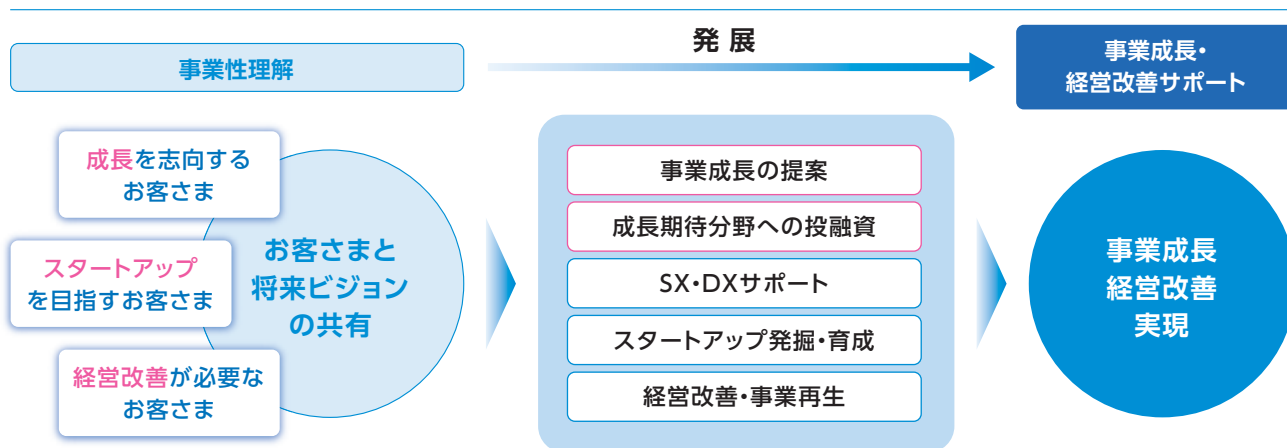 発 展
事業性理解
事業成長・
経営改善サポート
成長を志向する
お客さま
スタートアップ
を目指すお客さま
経営改善が必要な
お客さま
お客さまと
将来ビジョン
の共有
事業成長の提案
成長期待分野への投融資
SX・DXサポート
スタートアップ発掘・育成
経営改善・事業再生
事業成長
経営改善
実現